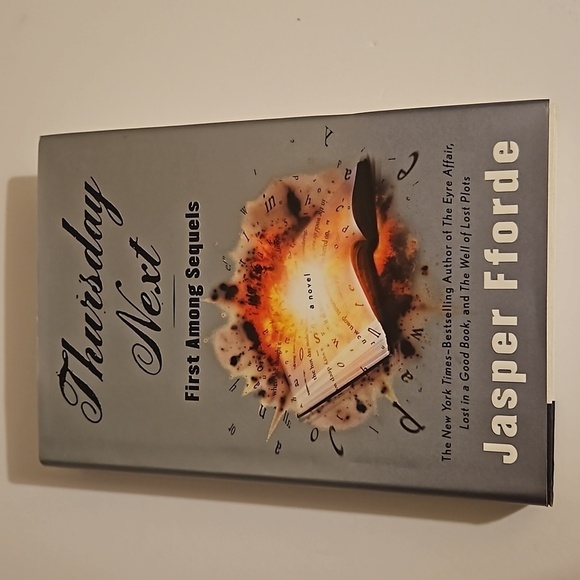 Thursday
Next
First Among Sequels
a novel
The New York Times–Bestselling Author of The Eyre Affair,
Lost in a Good Book, and The Well of Lost Plots
Jasper Fforde